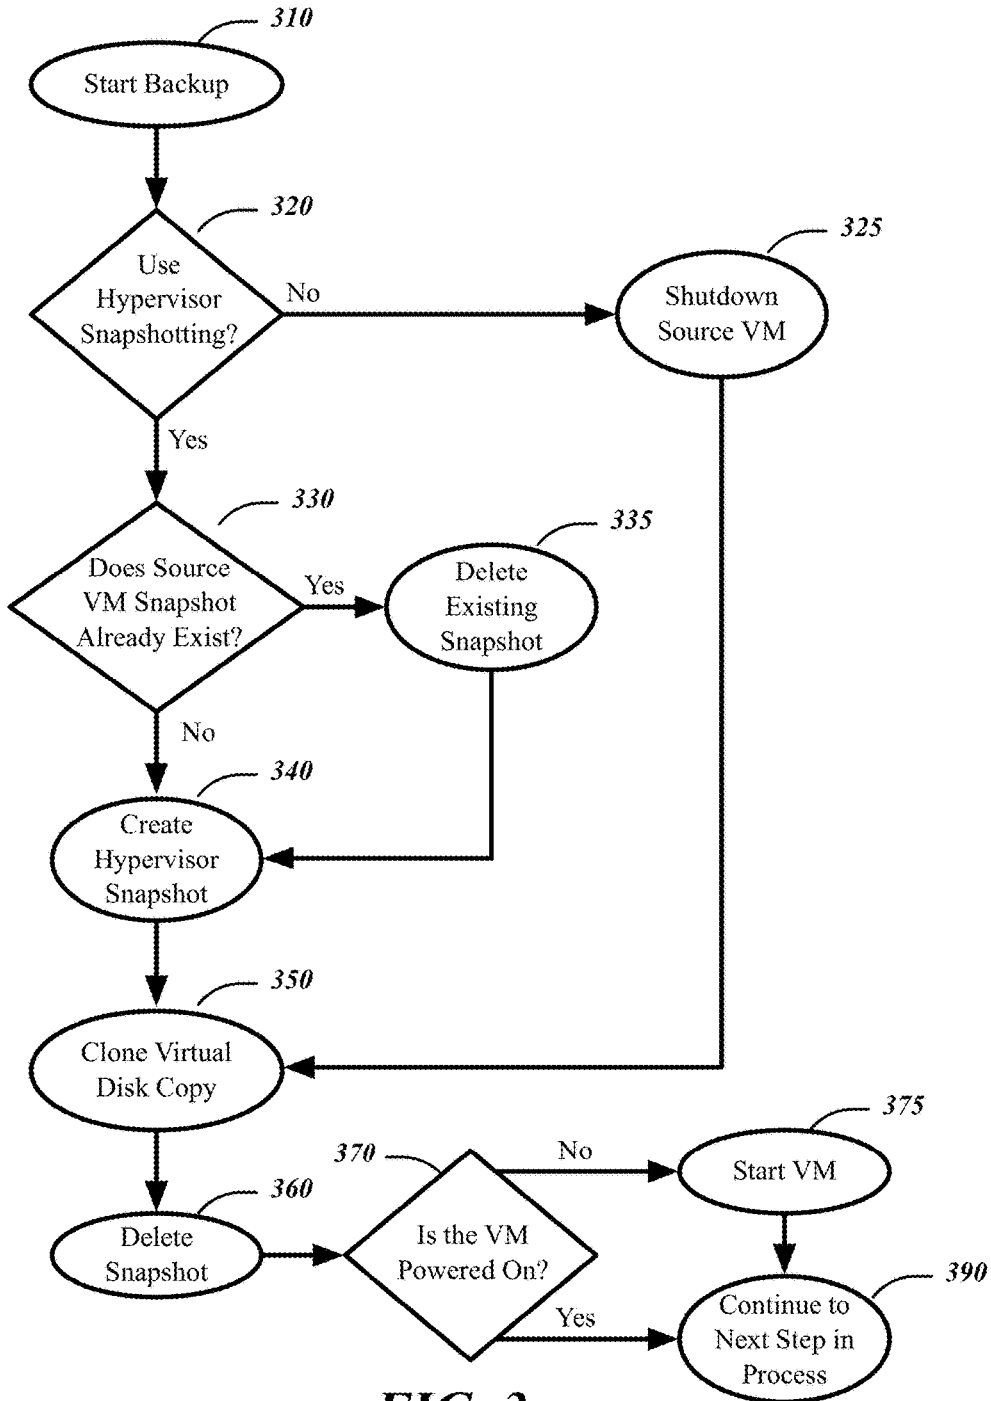 310
Start Backup
320
Use
Hypervisor
Snapshotting?
No
325
Shutdown
Source VM
Yes
330
Does Source
VM Snapshot
Already Exist?
Yes
335
Delete
Existing
Snapshot
No
340
Create
Hypervisor
Snapshot
350
Clone Virtual
Disk Copy
360
Delete
Snapshot
370
Is the VM
Powered On?
No
375
Start VM
Yes
390
Continue to
Next Step in
Process
FIG.